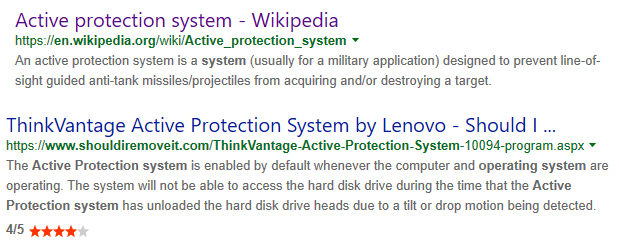 Active protection system - Wikipedia
https://en.wikipedia.org/wiki/Active_protection_system
An active protection system is a system (usually for a military application) designed to prevent line-of-
sight guided anti-tank missiles/projectiles from acquiring and/or destroying a target.
ThinkVantage Active Protection System by Lenovo - Should I ...
https://www.shouldiremoveit.com/ThinkVantage-Active-Protection-System-10094-program.aspx
The Active Protection system is enabled by default whenever the computer and operating system are
operating. The system will not be able to access the hard disk drive during the time that the Active
Protection system has unloaded the hard disk drive heads due to a tilt or drop motion being detected.
4/5